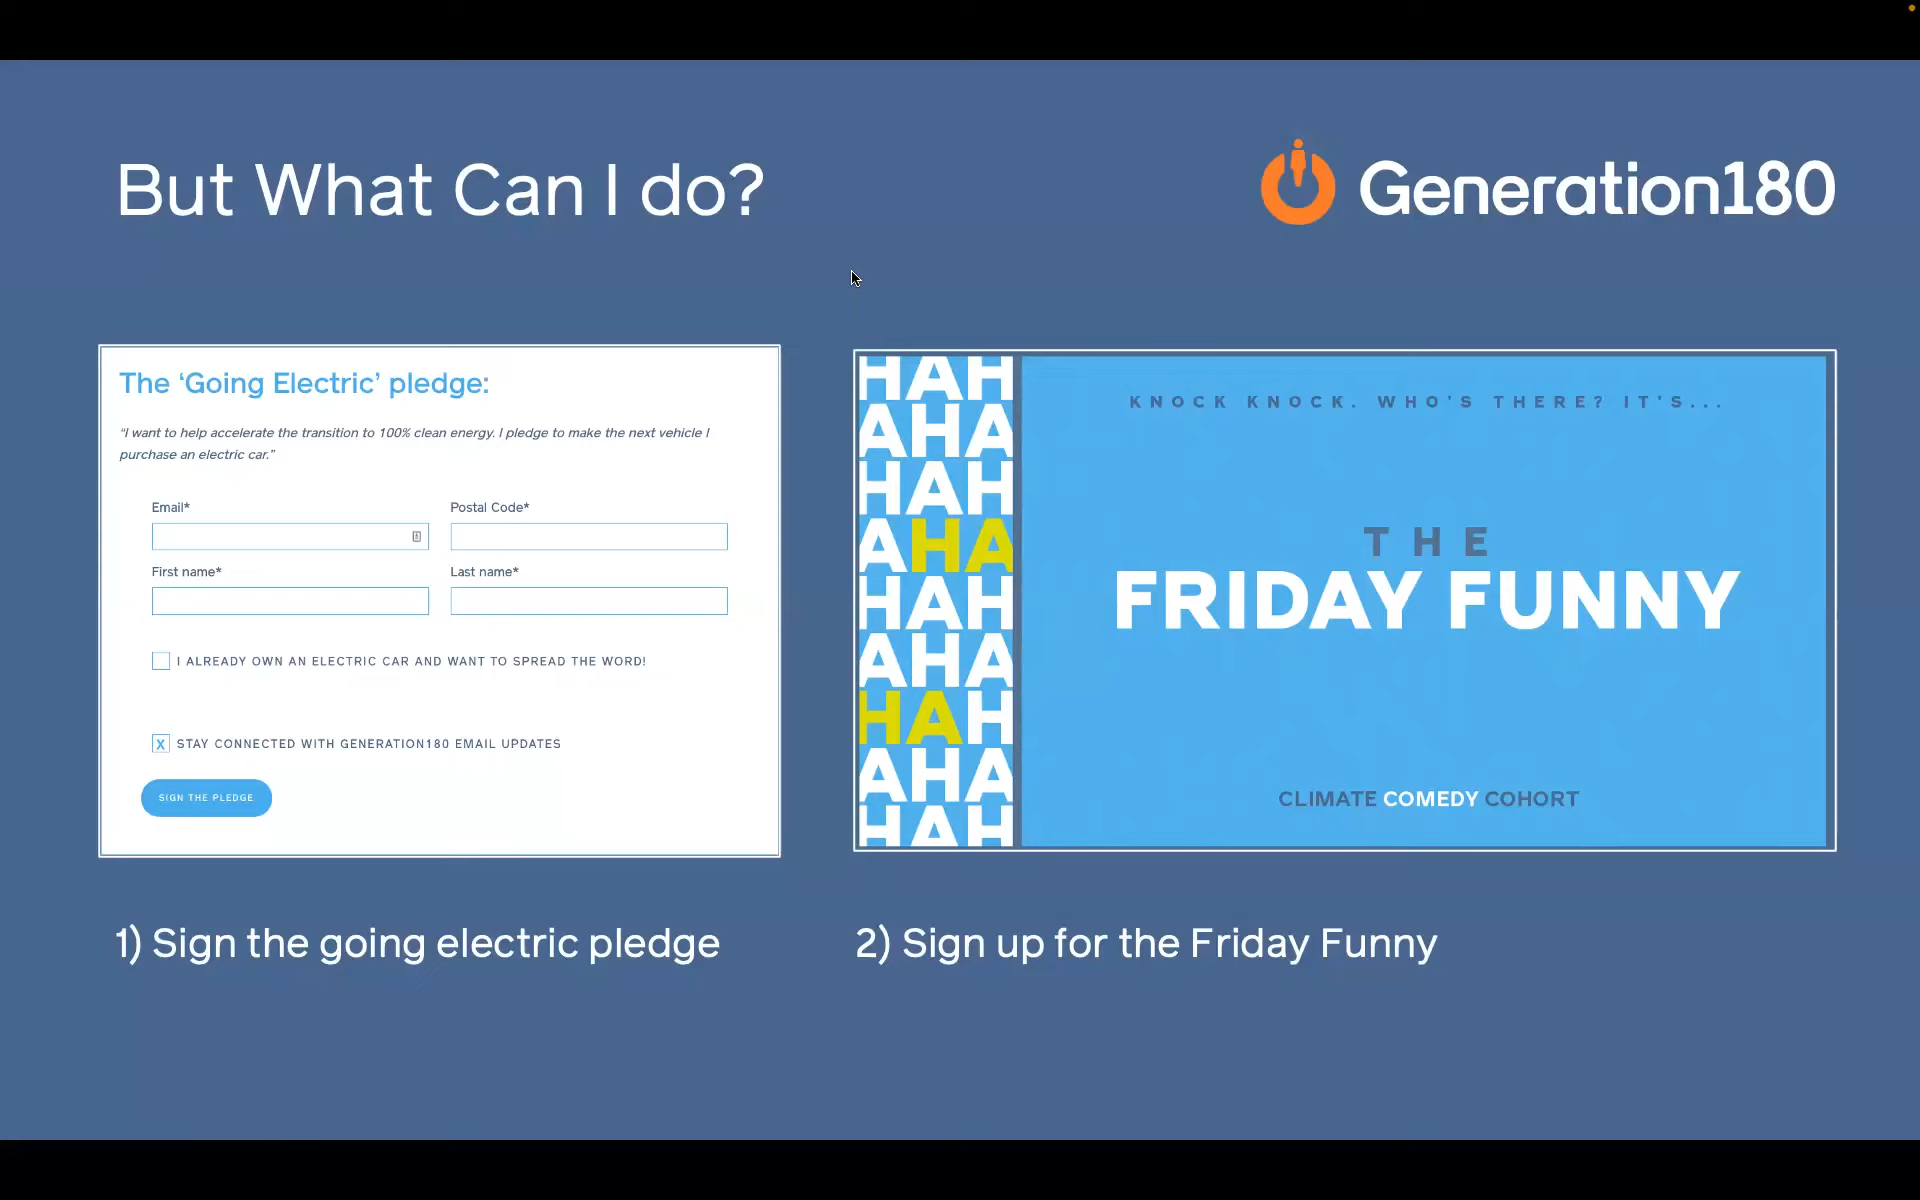 But What Can I do?
Generation180
The ‘Going Electric’ pledge:
“I want to help accelerate the transition to 100% clean energy. I pledge to make the next vehicle I
purchase an electric car.”
Email*
Postal Code*
First name*
Last name*
I ALREADY OWN AN ELECTRIC CAR AND WANT TO SPREAD THE WORD!
X STAY CONNECTED WITH GENERATION180 EMAIL UPDATES
SIGN THE PLEDGE
HAH
AHA
HAH
AHA
HAH
AHA
HAH
AHA
HAH
KNOCK KNOCK. WHO'S THERE? IT'S...
THE
FRIDAY FUNNY
CLIMATE COMEDY COHORT
1) Sign the going electric pledge
2) Sign up for the Friday Funny